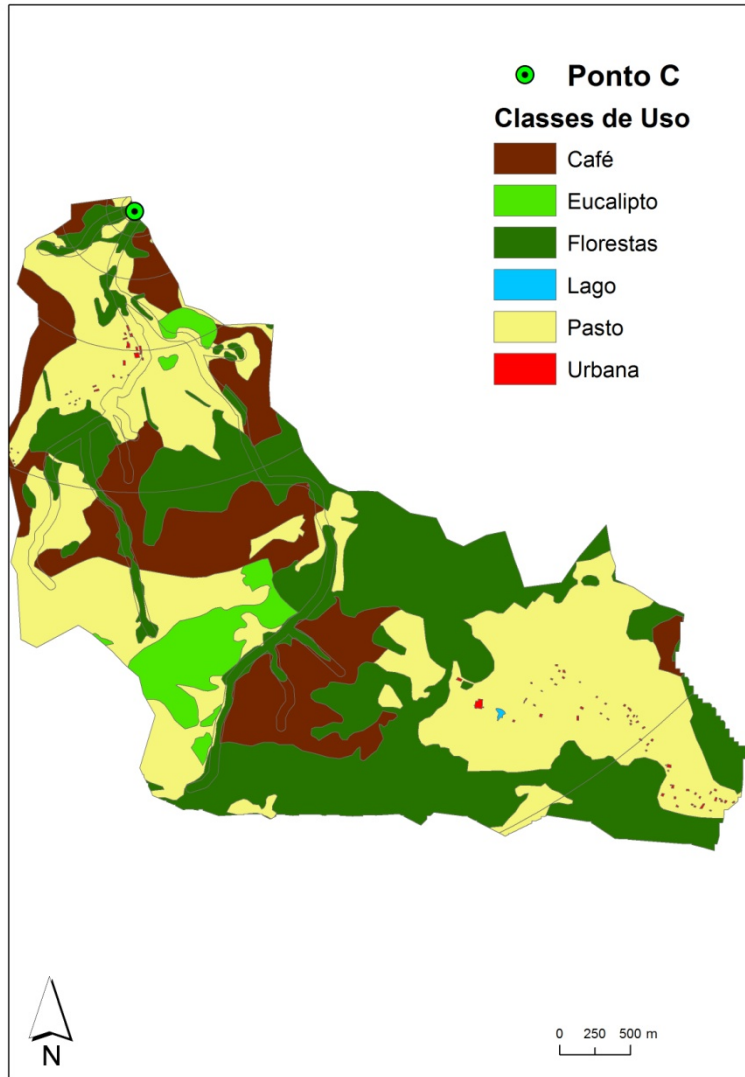 Ponto C
Classes de Uso
Café
Eucalipto
Florestas
Lago
Pasto
Urbana
N
0 250 500 m